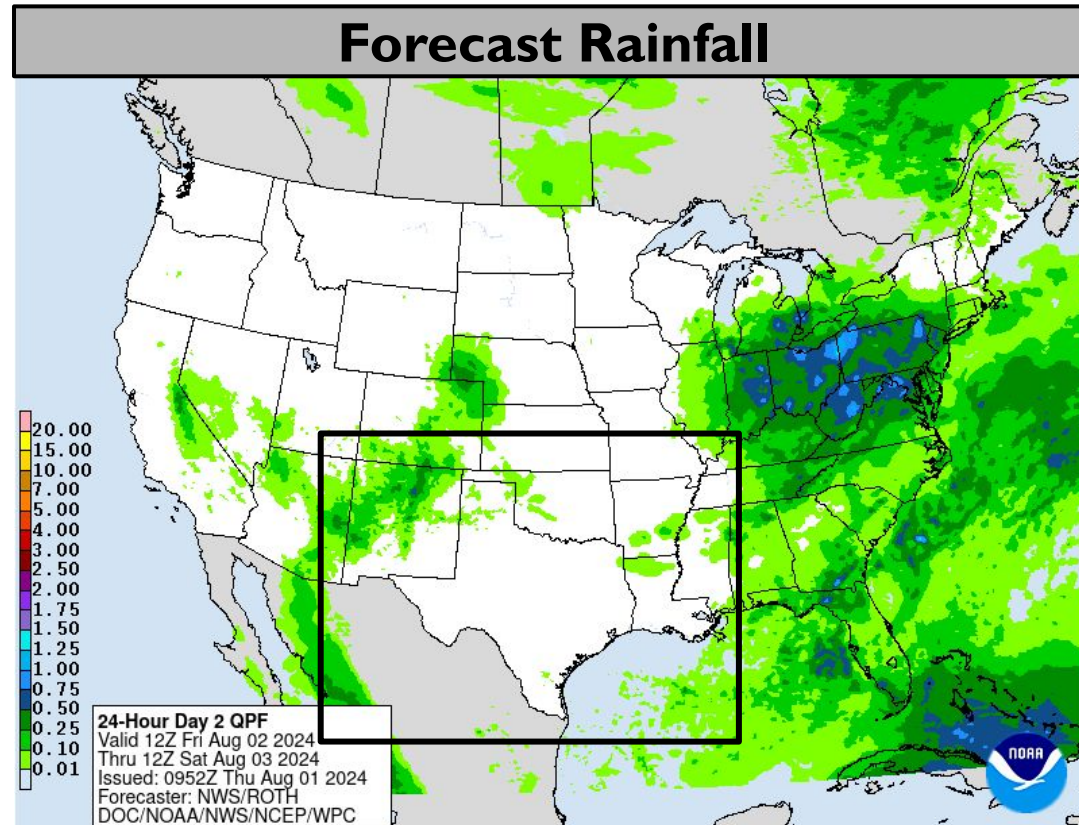 Forecast Rainfall
20.00
15.00
10.00
7.00
5.00
4.00
3.00
2.50
2.00
1.75
1.50
1.25
1.00
0.75
0.50
0.25
0.10
0.01
24-Hour Day 2 QPF
Valid 12Z Fri Aug 02 2024
Thru 12Z Sat Aug 03 2024
Issued: 0952Z Thu Aug 01 2024
Forecaster: NWS/ROTH
DOC/NOAA/NWS/NCEP/WPC
NOAA